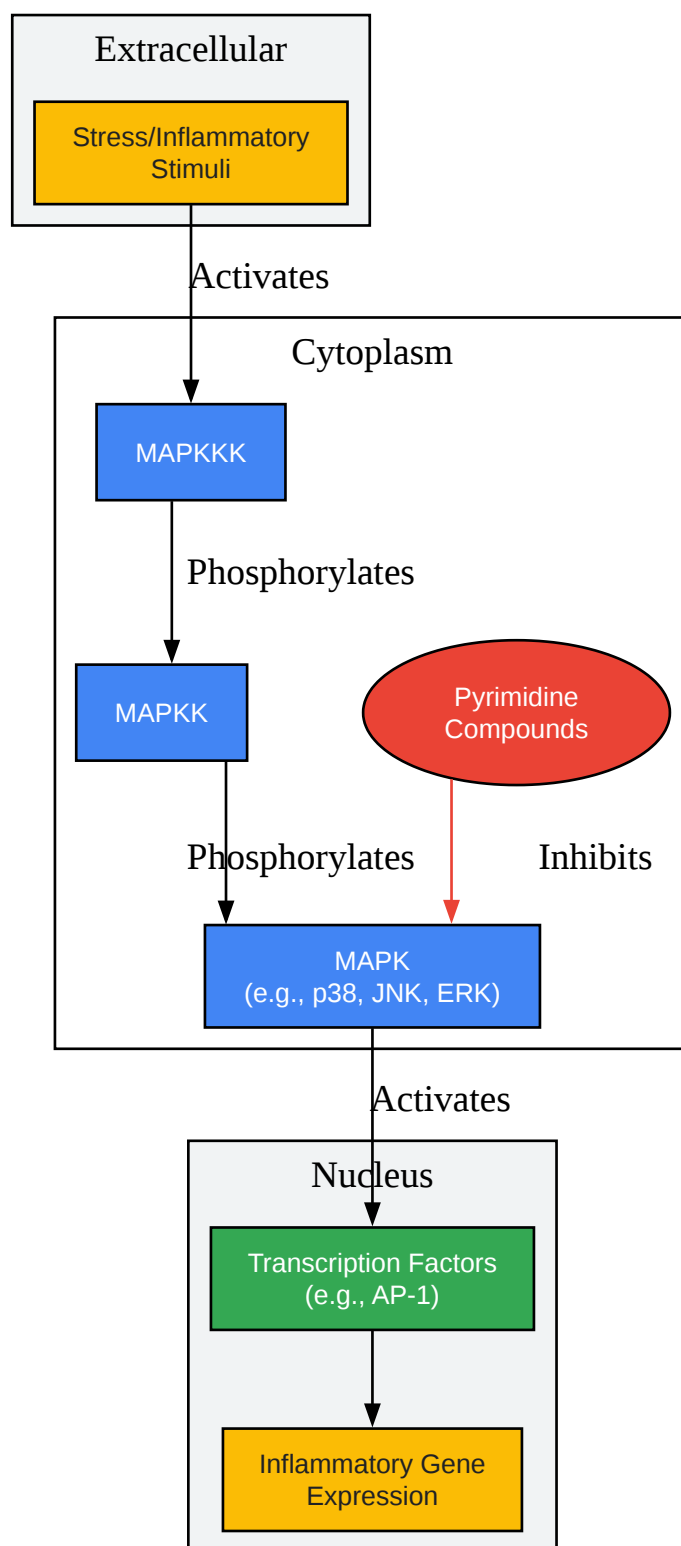 Extracellular
Stress/Inflammatory
Stimuli
Activates
Cytoplasm
MAPKKK
Phosphorylates
MAPKK
Pyrimidine
Compounds
Phosphorylates
Inhibits
MAPK
(e.g., p38, JNK, ERK)
Activates
Nucleus
Transcription Factors
(e.g., AP-1)
Inflammatory Gene
Expression